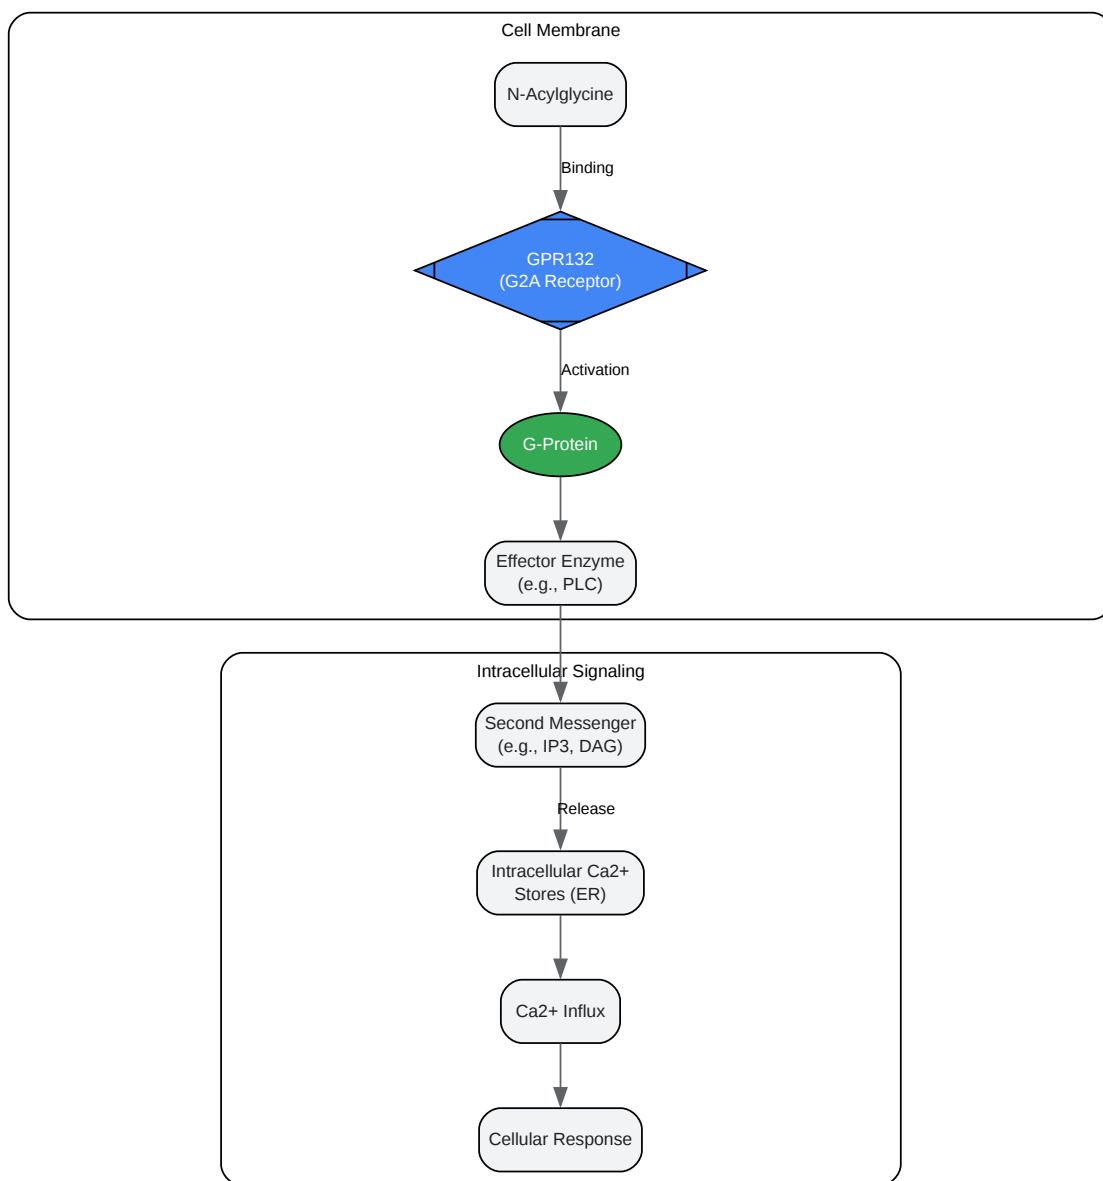 Cell Membrane
N-Acylglycine
Binding
GPR132
(G2A Receptor)
Activation
G-Protein
Effector Enzyme
(e.g., PLC)
Intracellular Signaling
Second Messenger
(e.g., IP3, DAG)
Release
Intracellular Ca2+
Stores (ER)
Ca2+ Influx
Cellular Response